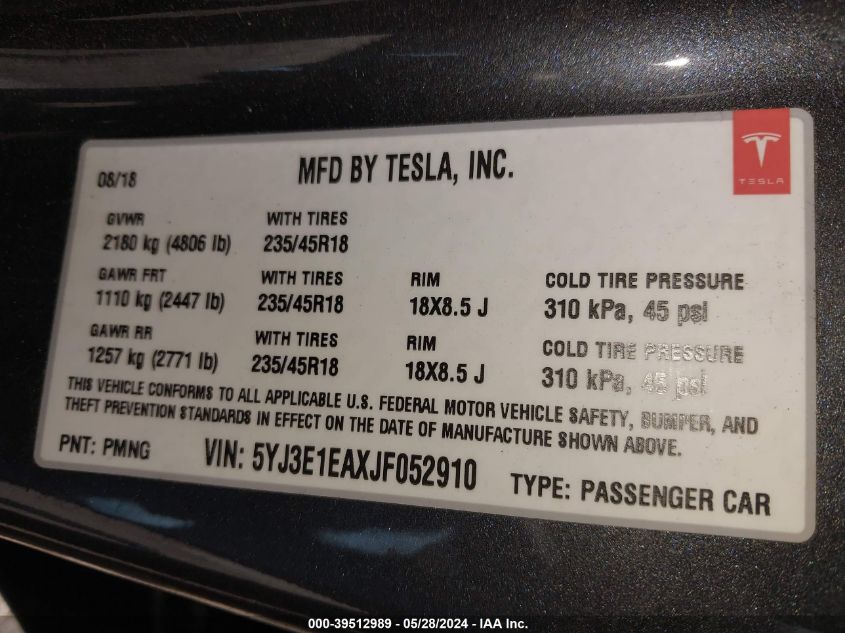 08/18 MFD BY TESLA, INC.
TESLA
GVWR WITH TIRES
2180 kg (4806 lb) 235/45R18
GAWR FRT WITH TIRES RIM COLD TIRE PRESSURE
1110 kg (2447 lb) 235/45R18 18X8.5 J 310 kPa, 45 psi
GAWR RR WITH TIRES RIM COLD TIRE PRESSURE
1257 kg (2771 lb) 235/45R18 18X8.5 J 310 kPa, 45 psi
THIS VEHICLE CONFORMS TO ALL APPLICABLE U.S. FEDERAL MOTOR VEHICLE SAFETY, BUMPER, AND
THEFT PREVENTION STANDARDS IN EFFECT ON THE DATE OF MANUFACTURE SHOWN ABOVE.
PNT: PMNG VIN: 5YJ3E1EAXJF052910 TYPE: PASSENGER CAR
000-39512989 - 05/28/2024 - IAA Inc.